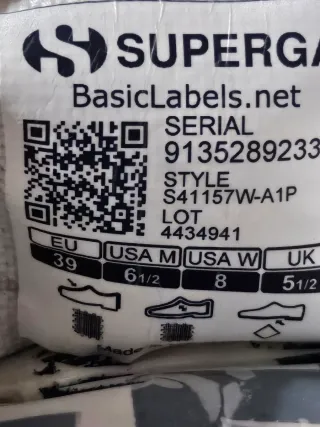 SUPERGA
BasicLabels.net
SERIAL
9135289233
STYLE
S41157W-A1P
LOT
4434941
EU USA M USA W UK
39 6 1/2 8 5 1/2
Made